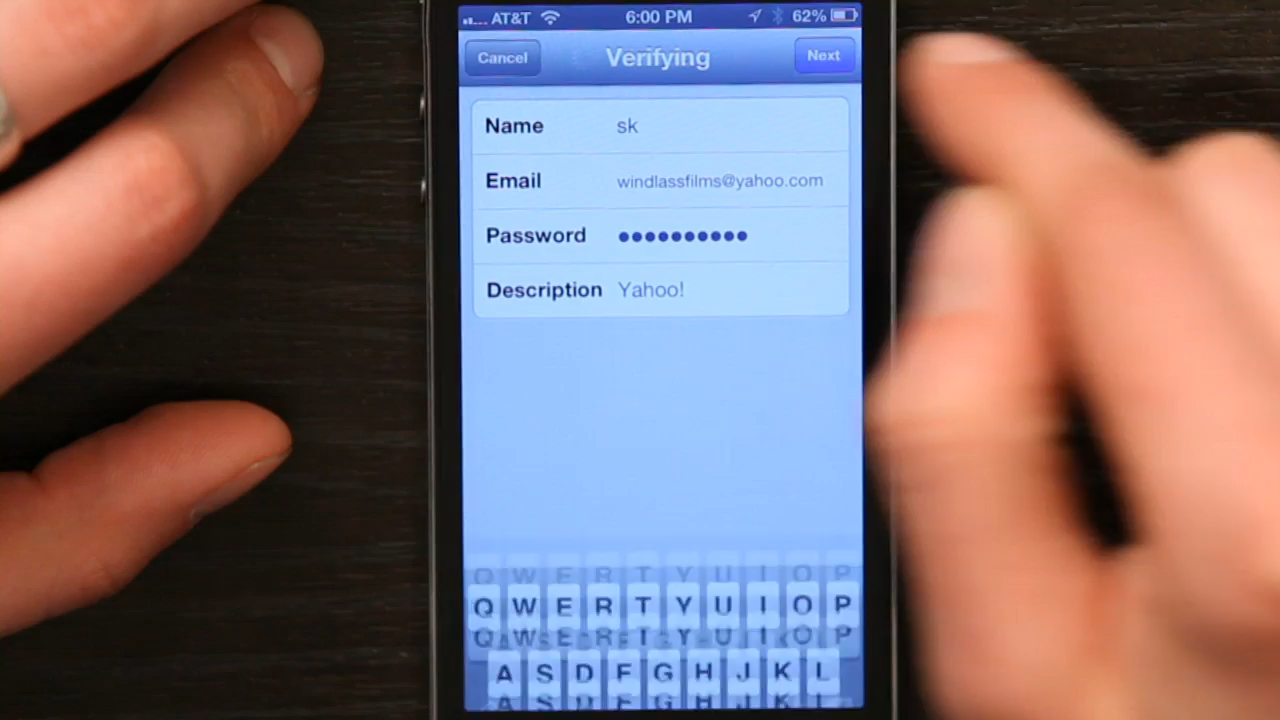 AT&T 6:00 PM 62%
Cancel Verifying Next
Name sk
Email windlassfilms@yahoo.com
Password ●●●●●●●●●●
Description Yahoo!
Q W E R T Y U I O P
Q W E R T Y U I O P
Q W E R T Y U I O P
A S D F G H J K L
A S D F G H J K L